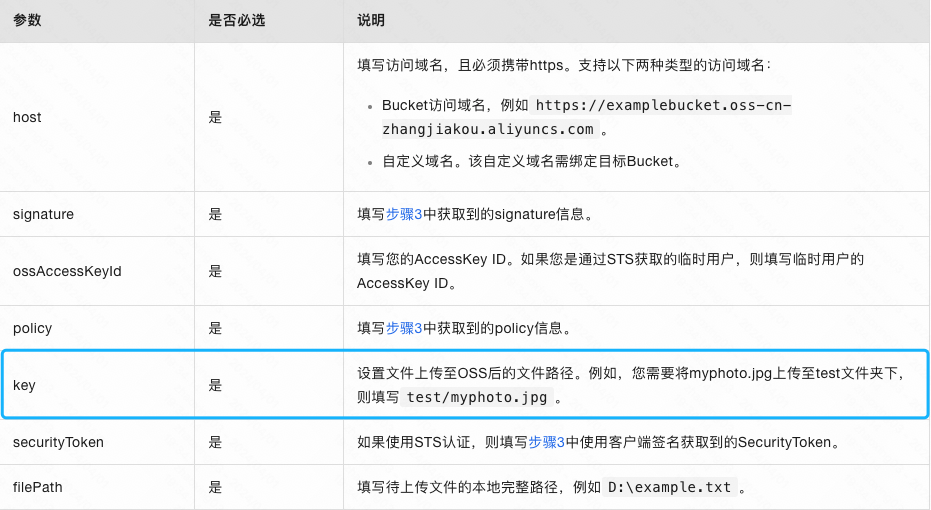 参数 是否必选 说明
填写访问域名，且必须携带https。支持以下两种类型的访问域名：
Bucket访问域名，例如 https://examplebucket.oss-cn-
host 是
zhangjiakou.aliyuncs.com 。
自定义域名。该自定义域名需绑定目标Bucket。
signature 是 填写步骤3中获取到的signature信息。
填写您的AccessKey ID。如果您是通过STS获取的临时用户，则填写临时用户的
ossAccessKeyId 是
AccessKey ID。
policy 是 填写步骤3中获取到的policy信息。
设置文件上传至OSS后的文件路径。例如，您需要将myphoto.jpg上传至test文件夹下，
key 是
则填写 test/myphoto.jpg 。
securityToken 是 如果使用STS认证，则填写步骤3中使用客户端签名获取到的SecurityToken。
filePath 是 填写待上传文件的本地完整路径，例如 D:\example.txt 。